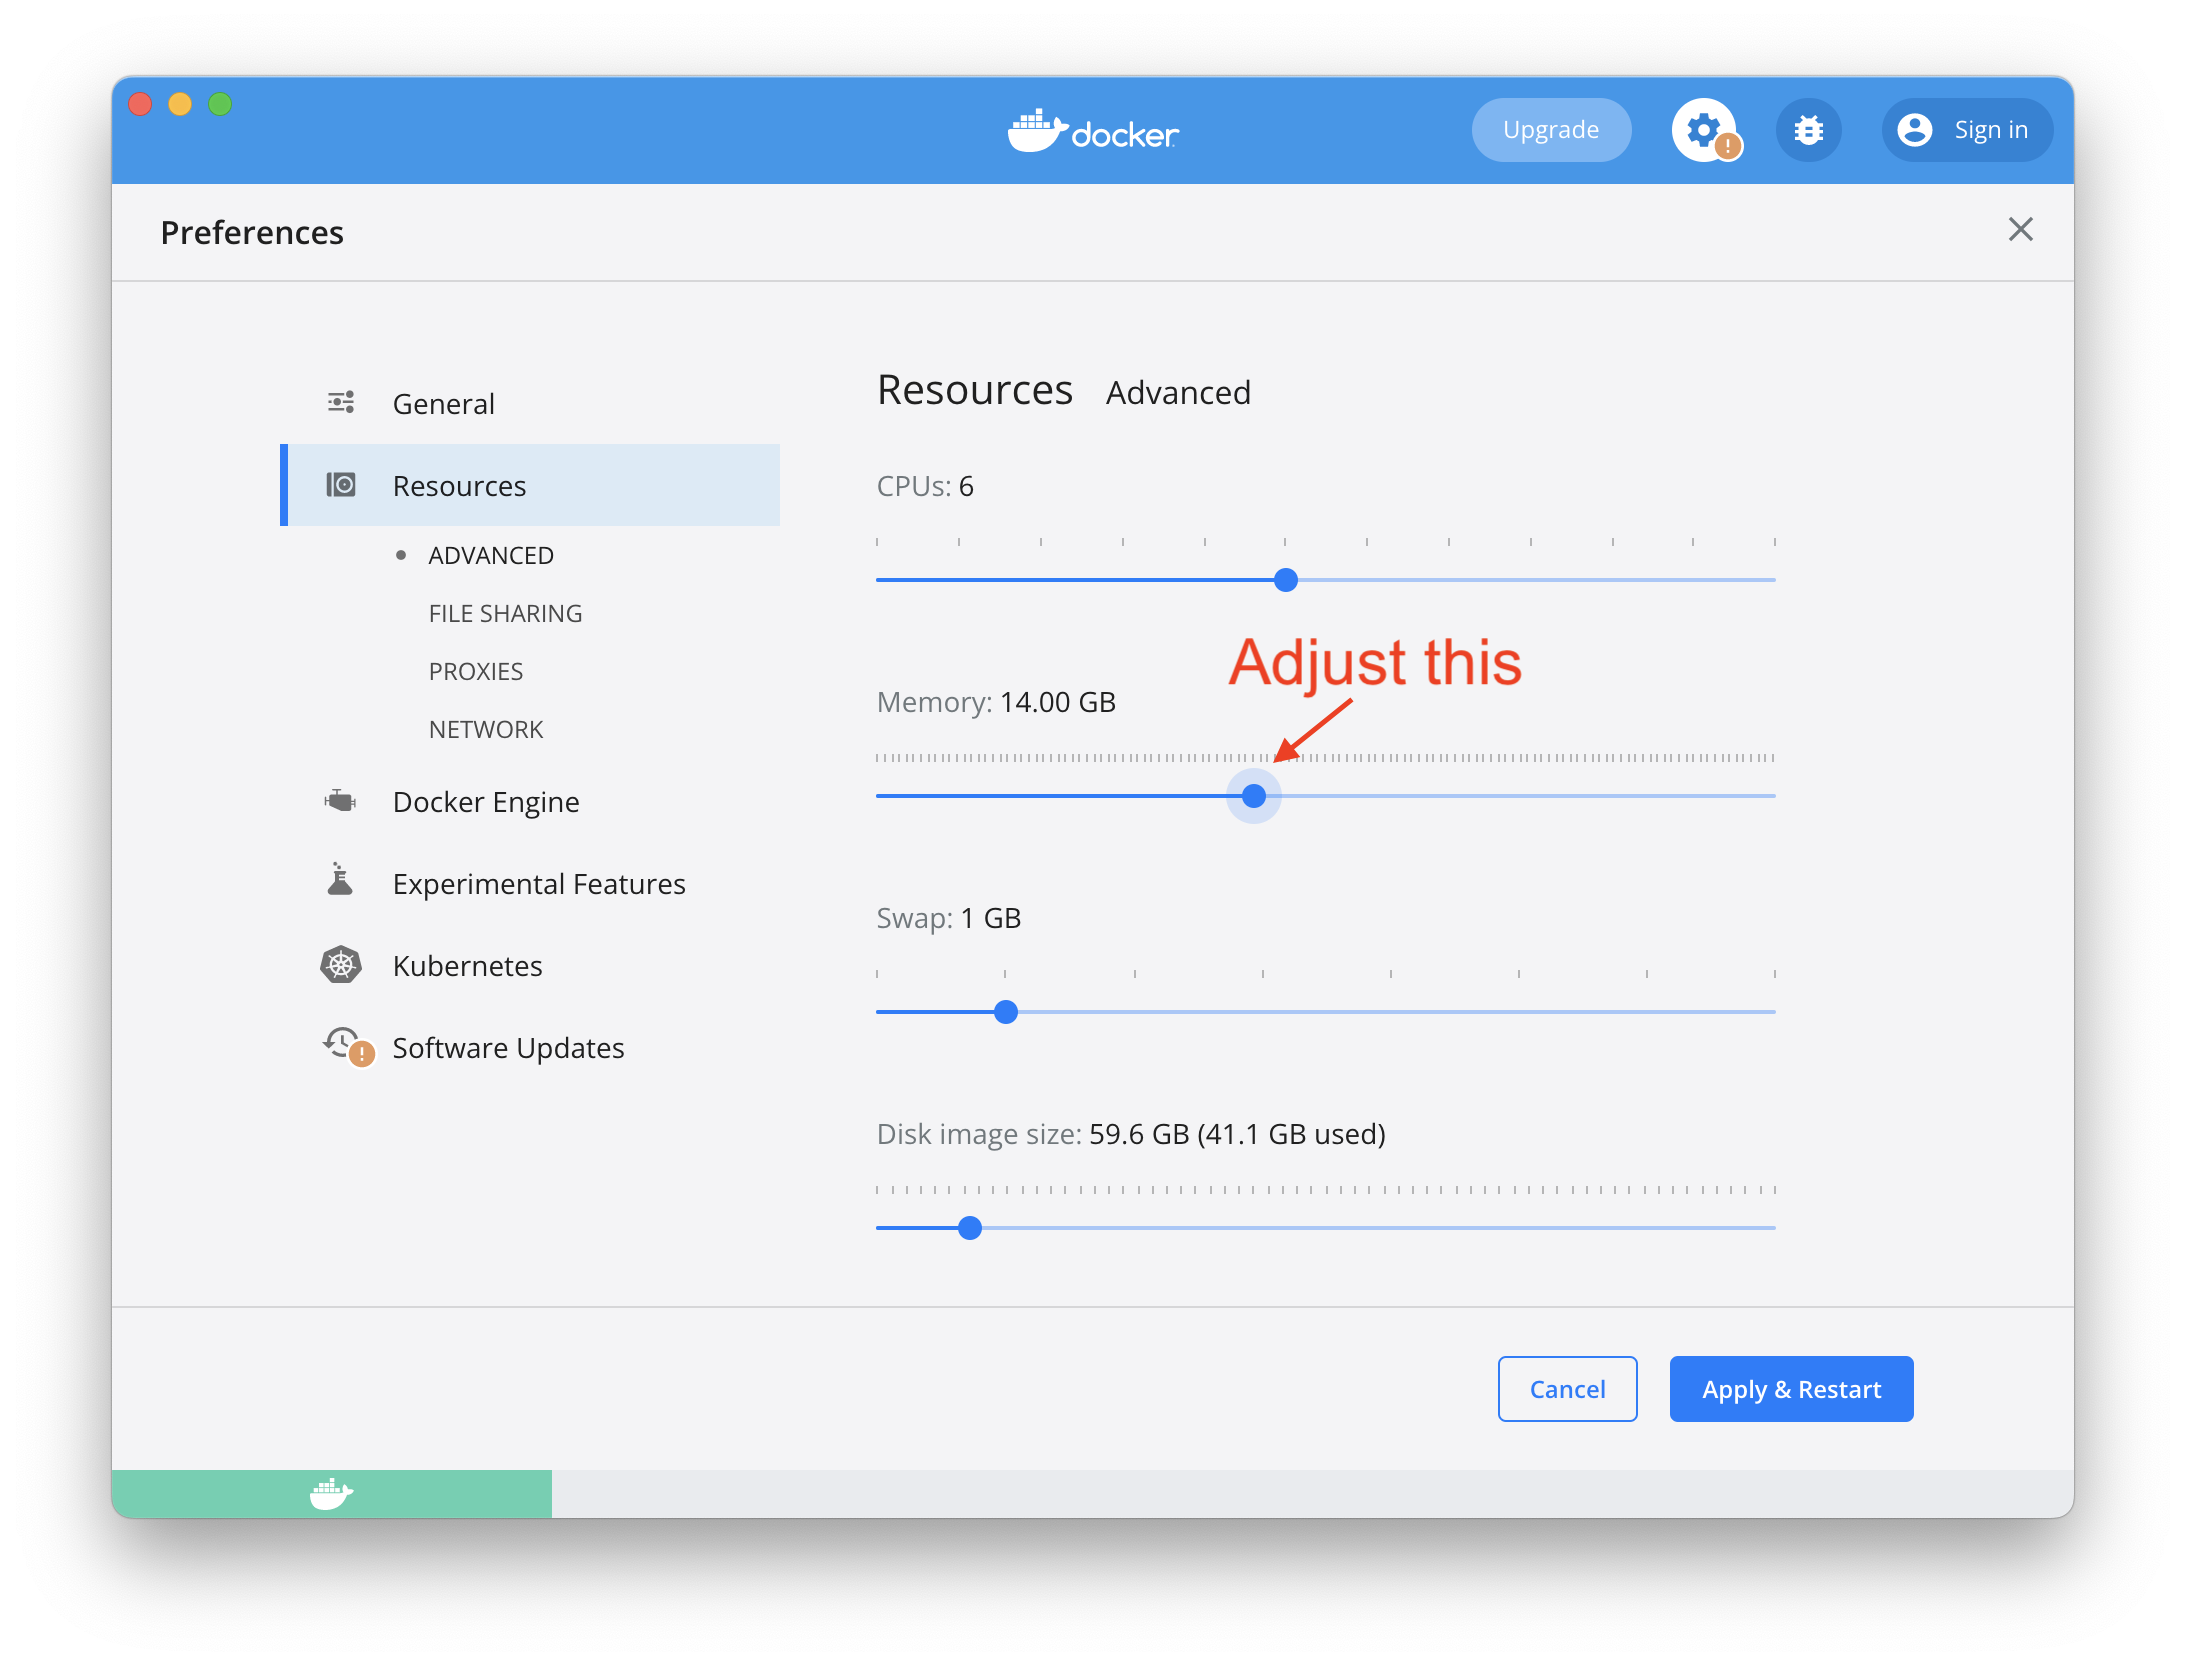 docker
Upgrade
Sign in
Preferences
General
Resources
ADVANCED
FILE SHARING
PROXIES
NETWORK
Docker Engine
Experimental Features
Kubernetes
Software Updates
Resources Advanced
CPUs: 6
Adjust this
Memory: 14.00 GB
Swap: 1 GB
Disk image size: 59.6 GB (41.1 GB used)
Cancel
Apply & Restart